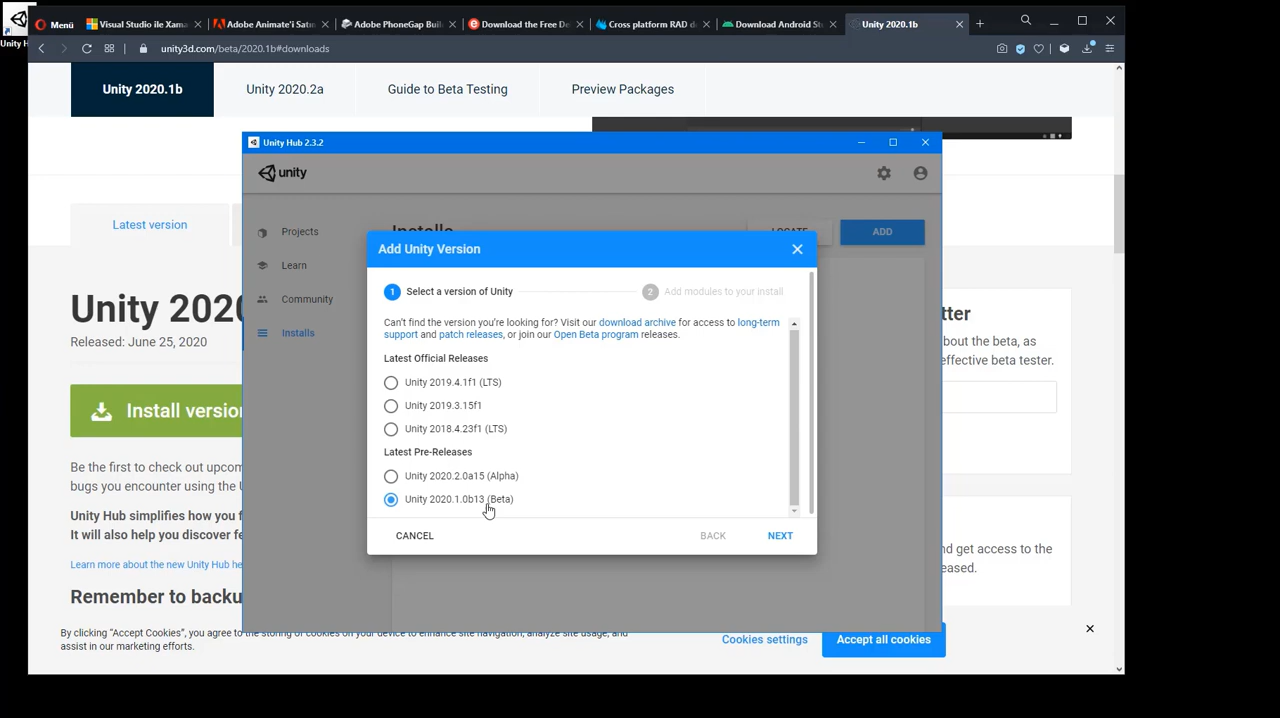 Menü
Visual Studio ile Xama
Adobe Animate'i Satın
Adobe PhoneGap Buil
Download the Free De
Cross platform RAD de
Download Android St
Unity 2020.1b
Unity H
unity3d.com/beta/2020.1b#downloads
Unity 2020.1b
Unity 2020.2a
Guide to Beta Testing
Preview Packages
Unity Hub 2.3.2
unity
Latest version
Projects
Learn
Community
Installs
ADD
Add Unity Version
1 Select a version of Unity
2 Add modules to your install
Can't find the version you're looking for? Visit our download archive for access to long-term
support and patch releases, or join our Open Beta program releases.
Latest Official Releases
Unity 2019.4.1f1 (LTS)
Unity 2019.3.15f1
Unity 2018.4.23f1 (LTS)
Latest Pre-Releases
Unity 2020.2.0a15 (Alpha)
Unity 2020.1.0b13 (Beta)
CANCEL
BACK
NEXT
Unity 2020
Released: June 25, 2020
Install version
Be the first to check out upcom
bugs you encounter using the U
Unity Hub simplifies how you f
It will also help you discover fe
Learn more about the new Unity Hub he
Remember to backu
tter
bout the beta, as
effective beta tester.
nd get access to the
eased.
By clicking "Accept Cookies", you agree to the storing of cookies on your device to enhance site navigation, analyze site usage, and
assist in our marketing efforts.
Cookies settings
Accept all cookies